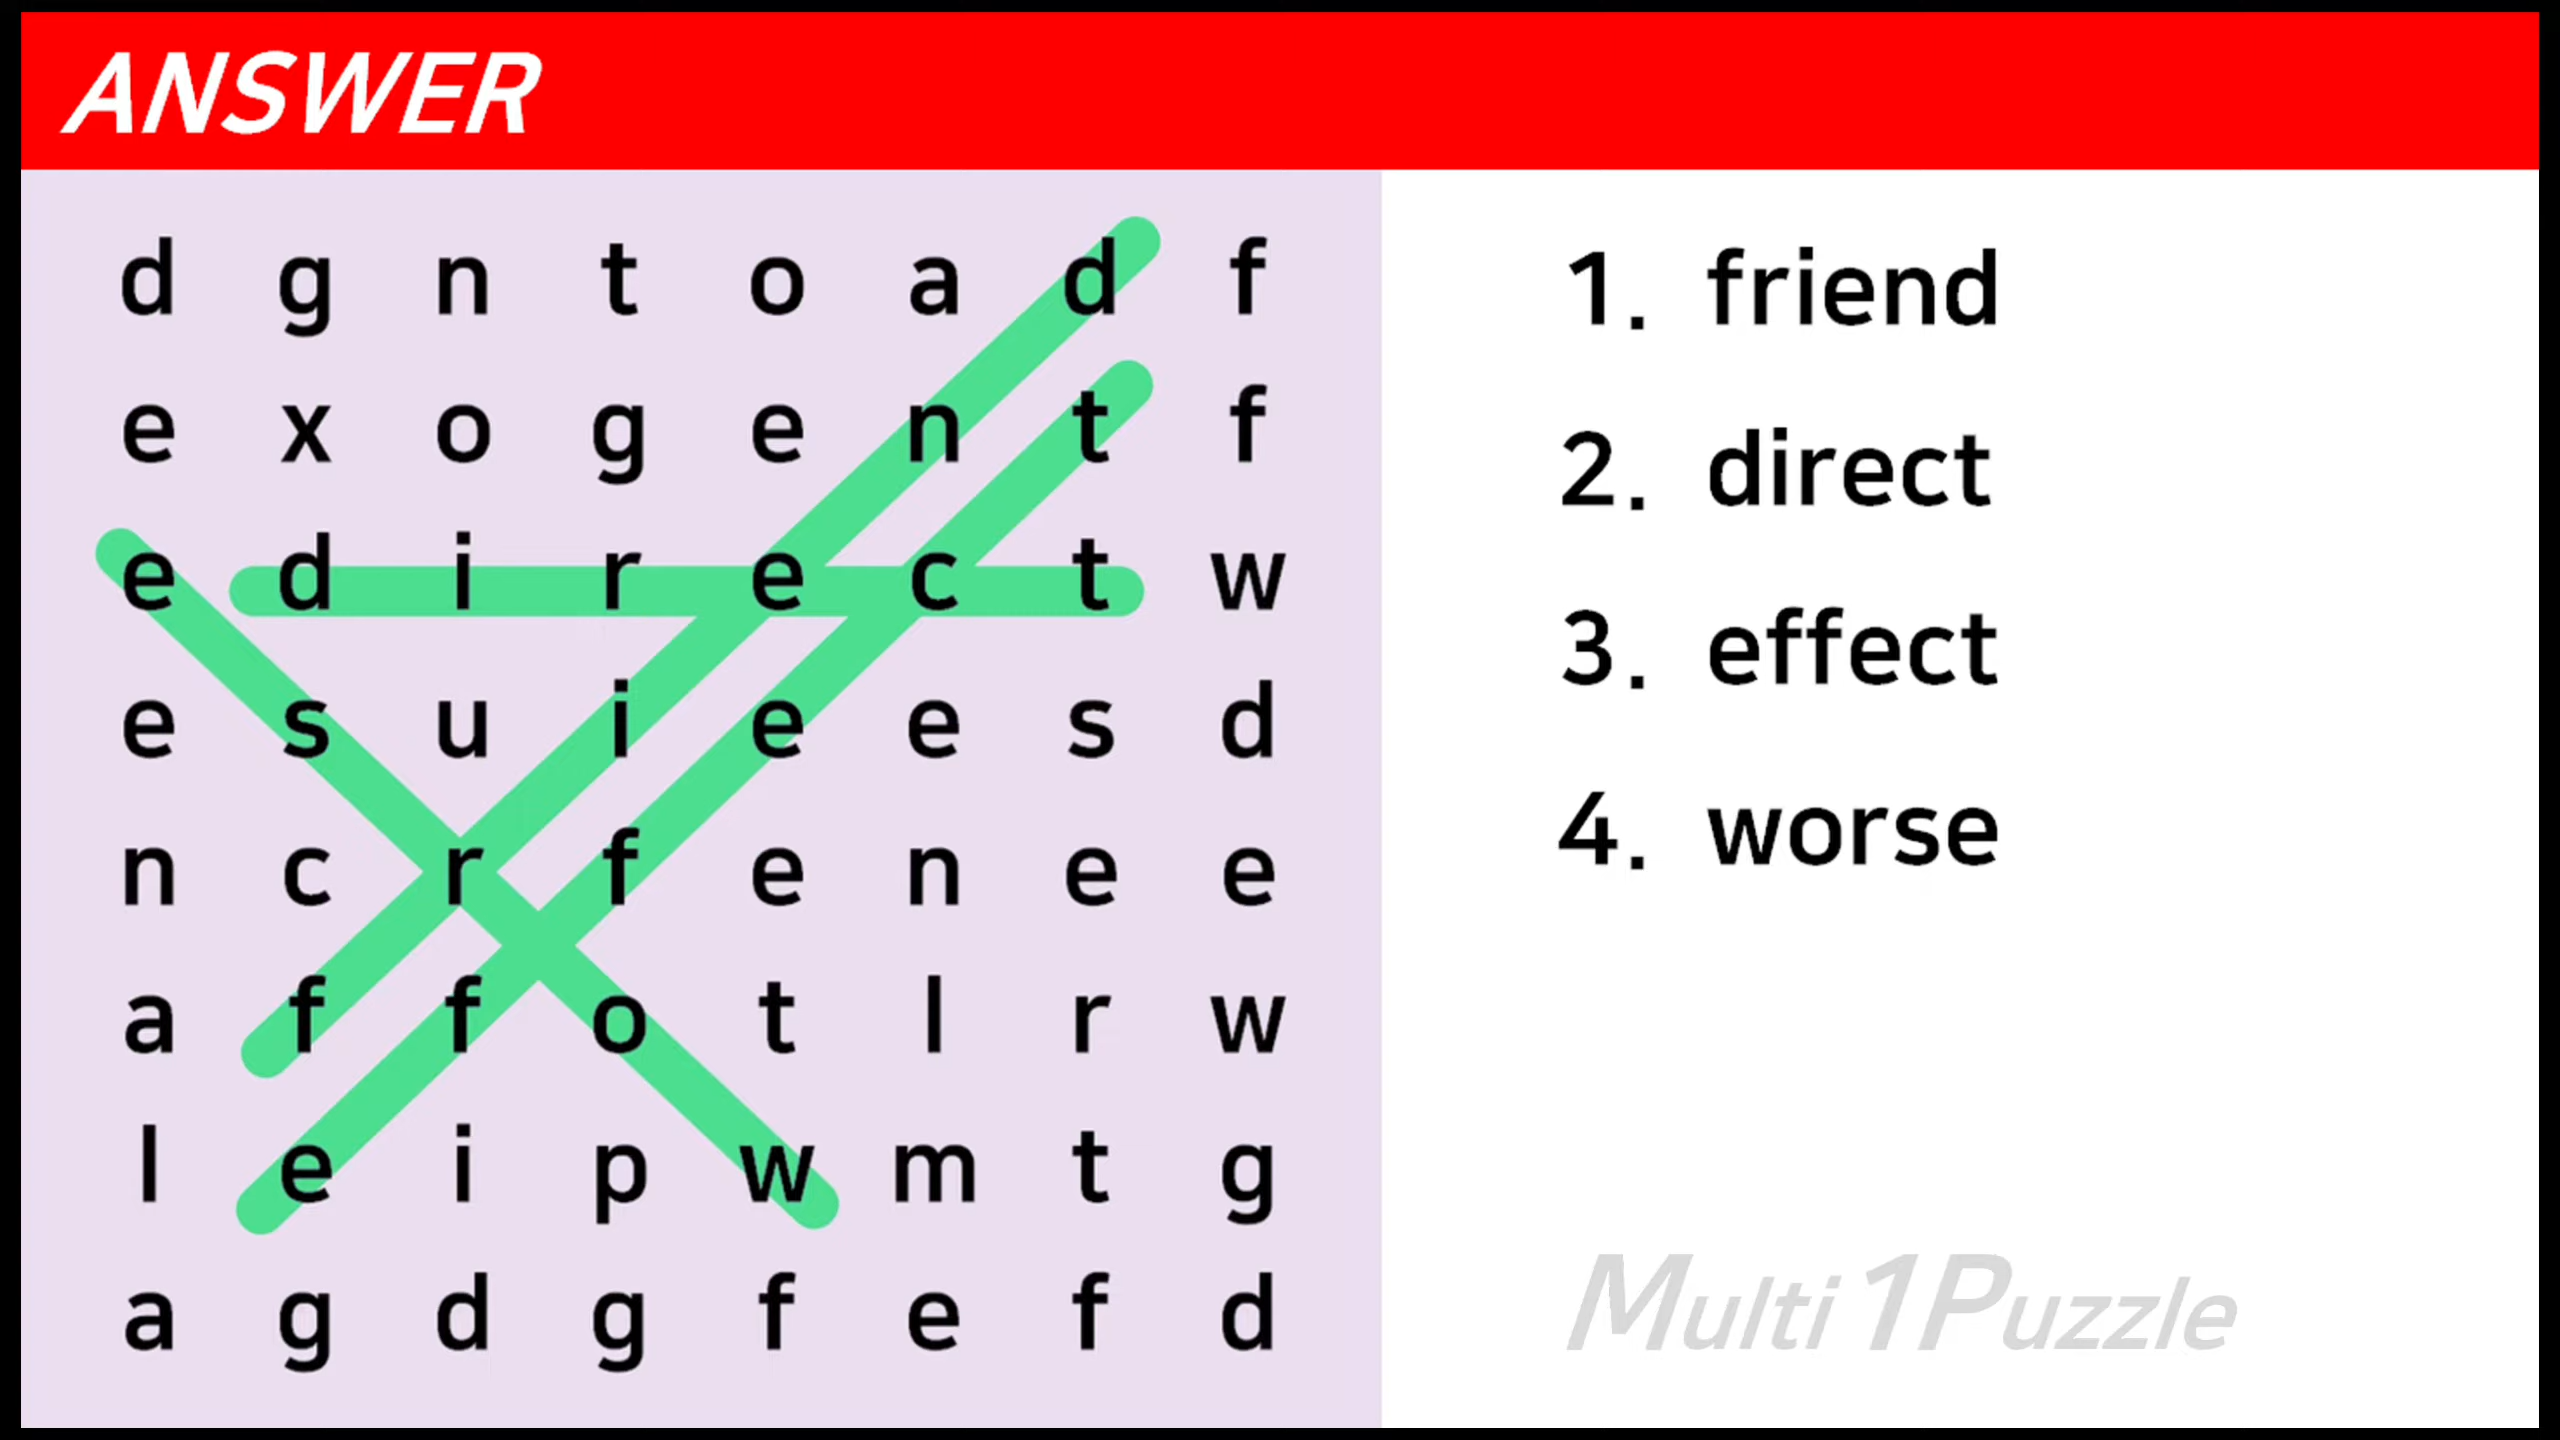 ANSWER
d g n t o a d f
e x o g e n t f
e d i r e c t w
e s u i e e s d
n c r f e n e e
a f f o t l r w
l e i p w m t g
a g d g f e f d
1. friend
2. direct
3. effect
4. worse
Multi 1Puzzle